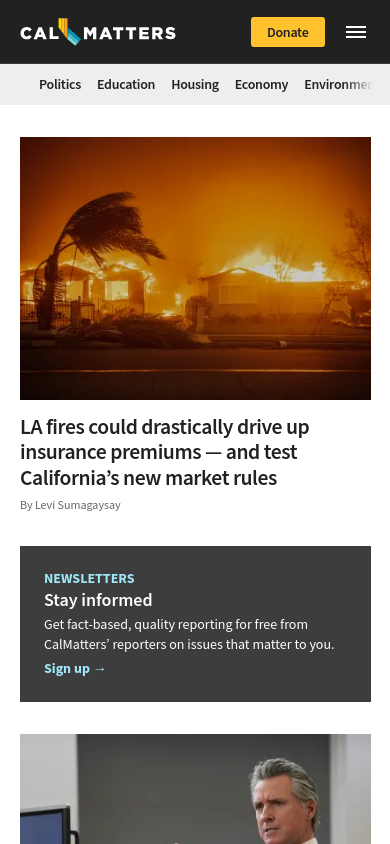 CAL MATTERS
Donate
Politics Education Housing Economy
LA fires could drastically drive up
insurance premiums — and test
California’s new market rules
By Levi Sumagaysay
NEWSLETTERS
Stay informed
Get fact-based, quality reporting for free from
CalMatters’ reporters on issues that matter to you.
Sign up →